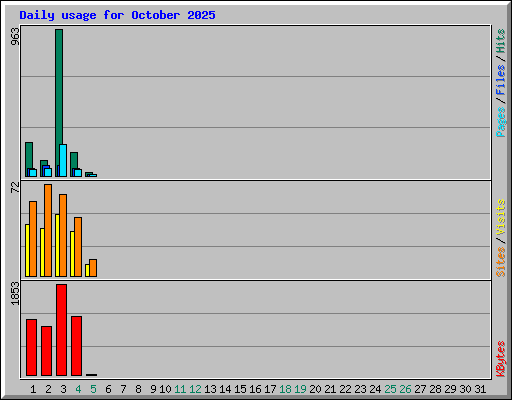 Daily usage for October 2025
963
Pages / Files / Hits
72
Sites / Visits
1853
KBytes
1 2 3 4 5 6 7 8 9 10 11 12 13 14 15 16 17 18 19 20 21 22 23 24 25 26 27 28 29 30 31